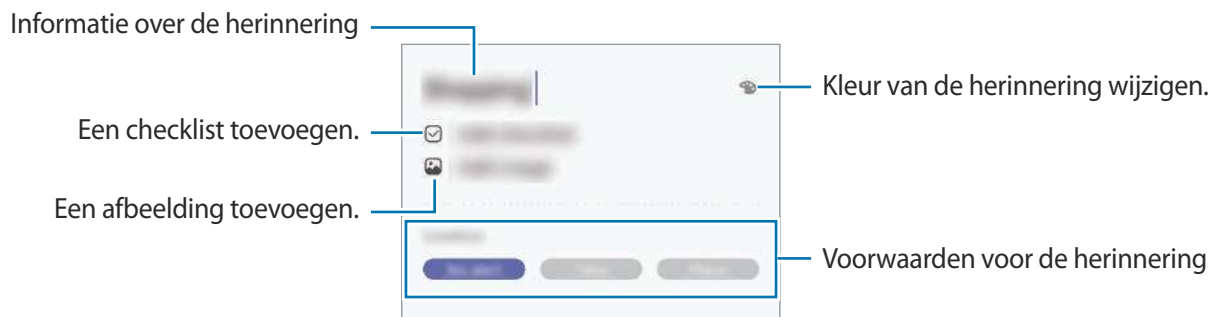 Informatie over de herinnering
Kleur van de herinnering wijzigen.
Een checklist toevoegen.
Een afbeelding toevoegen.
Voorwaarden voor de herinnering